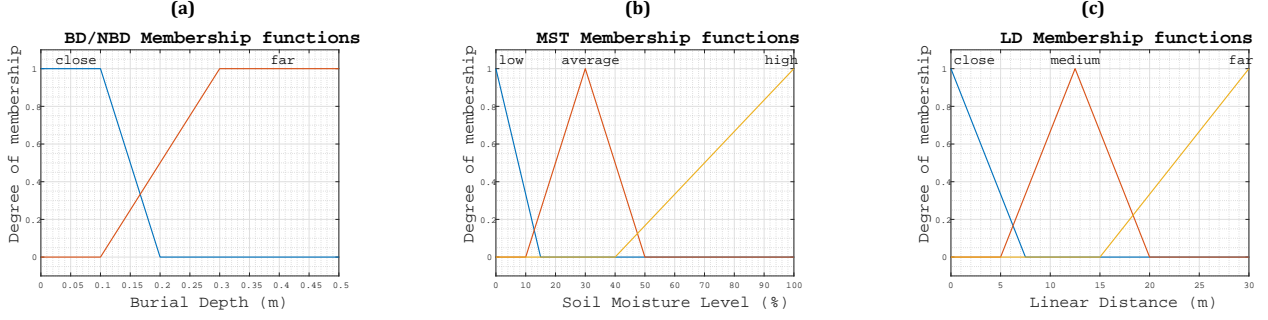 (a)
BD/NBD Membership functions
close far
Degree of membership
1
0.8
0.6
0.4
0.2
0
0 0.05 0.1 0.15 0.2 0.25 0.3 0.35 0.4 0.45 0.5
Burial Depth (m)
(b)
MST Membership functions
low average high
Degree of membership
1
0.8
0.6
0.4
0.2
0
0 10 20 30 40 50 60 70 80 90 100
Soil Moisture Level (%)
(c)
LD Membership functions
close medium far
Degree of membership
1
0.8
0.6
0.4
0.2
0
0 5 10 15 20 25 30
Linear Distance (m)